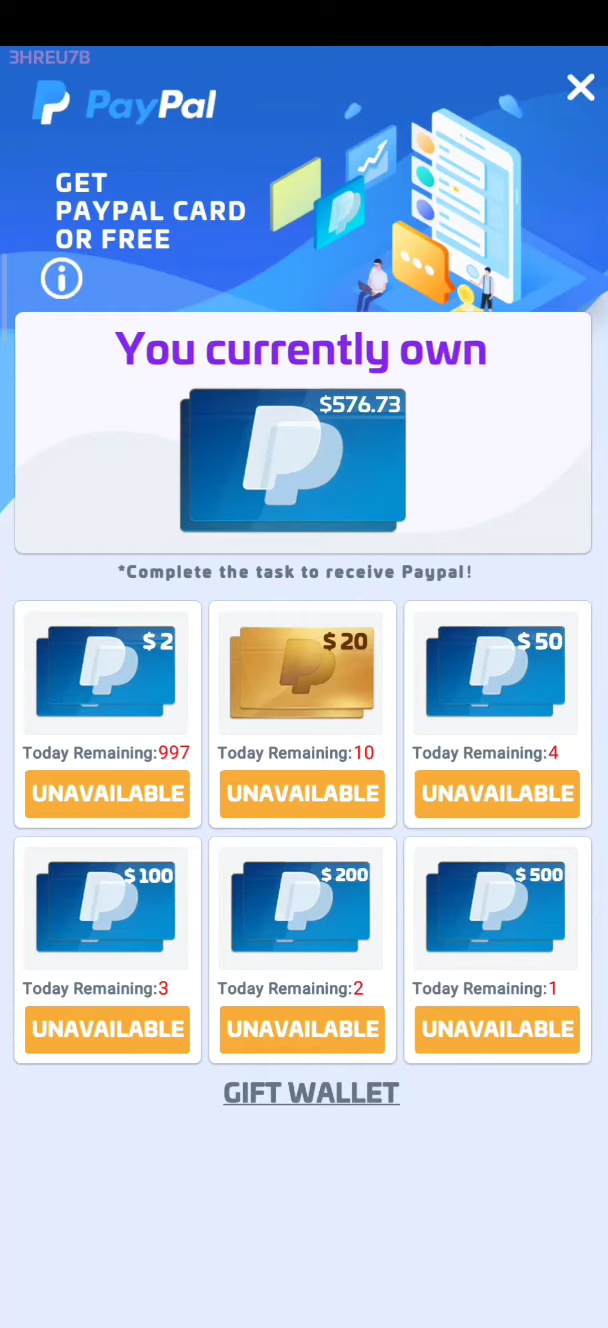 3HREU7B
PayPal
GET
PAYPAL CARD
OR FREE
You currently own
$576.73
*Complete the task to receive Paypal!
$ 2
$ 20
$ 50
Today Remaining:997
Today Remaining:10
Today Remaining:4
UNAVAILABLE
UNAVAILABLE
UNAVAILABLE
$ 100
$ 200
$ 500
Today Remaining:3
Today Remaining:2
Today Remaining:1
UNAVAILABLE
UNAVAILABLE
UNAVAILABLE
GIFT WALLET